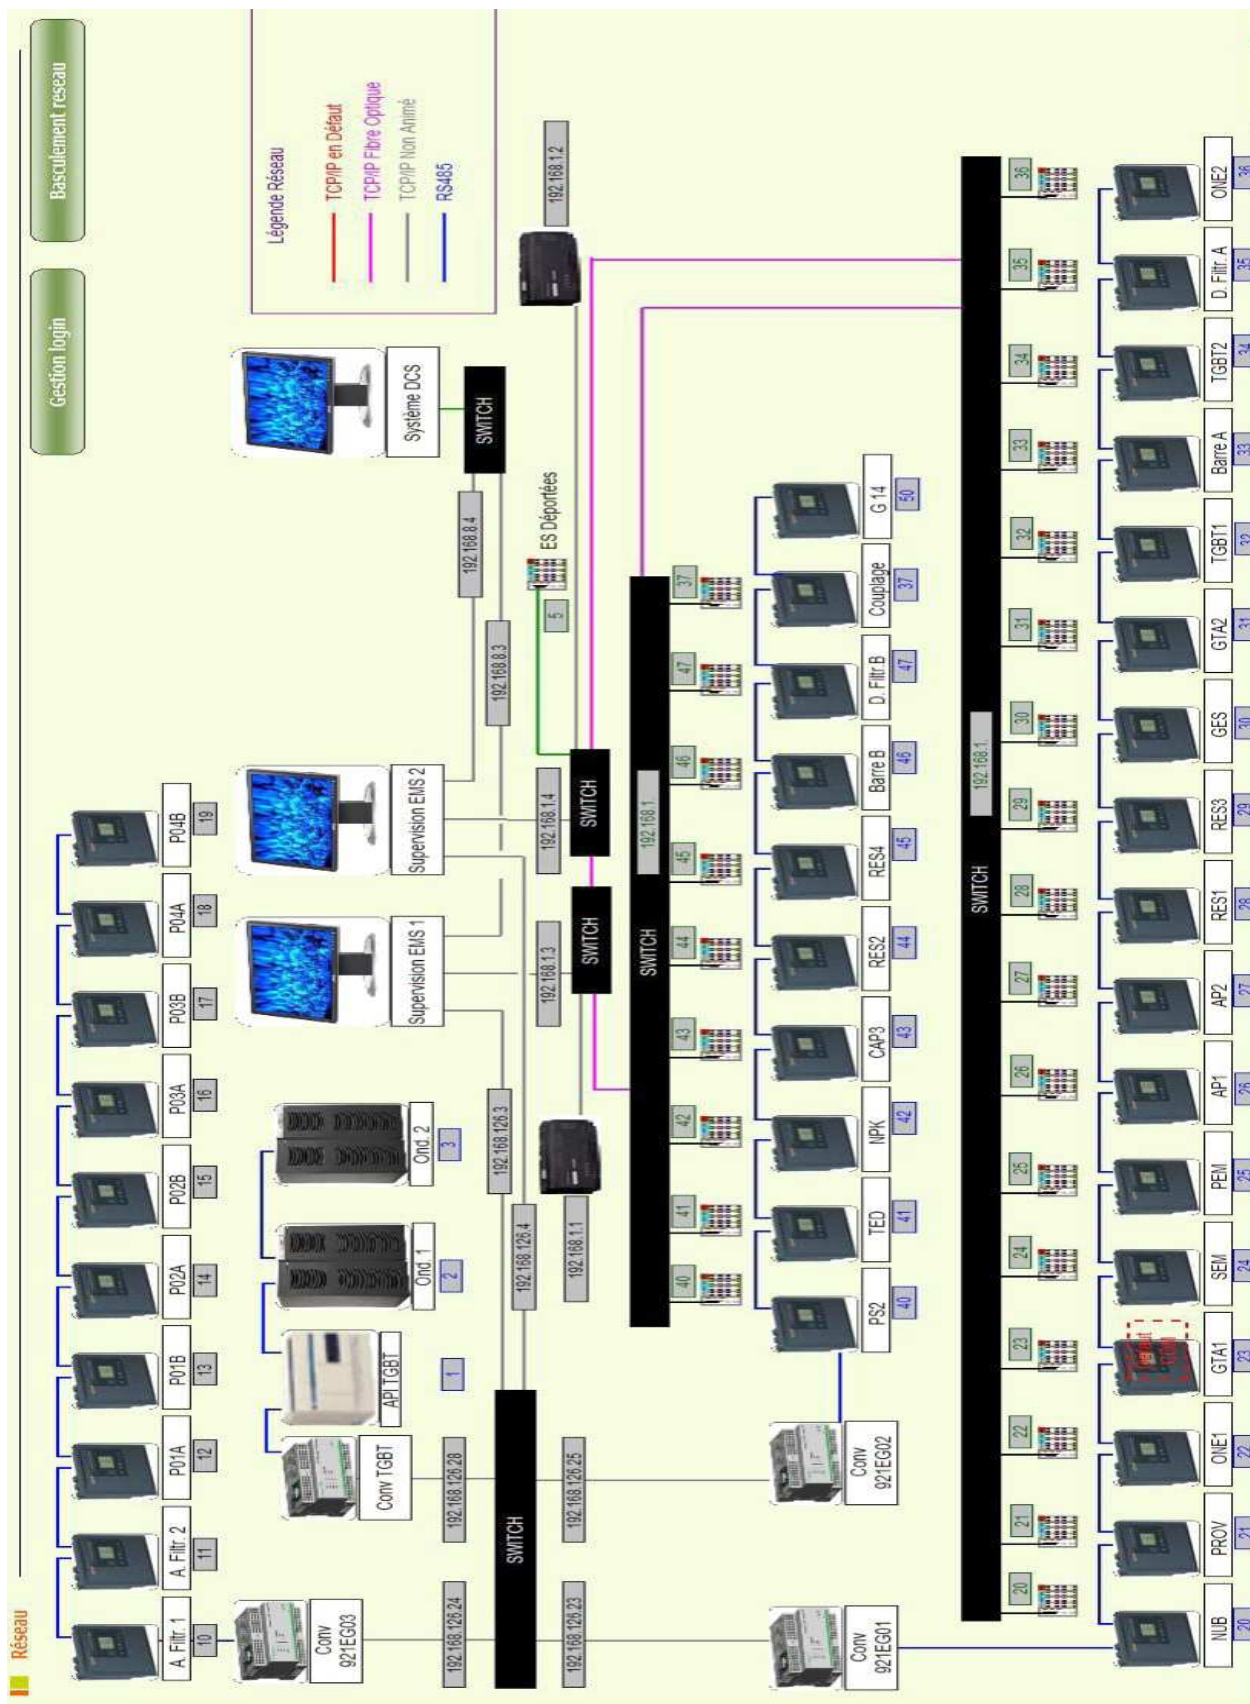 Réseau
Gestion login
Basculement reseau
Légende Réseau
TCP/IP en Défaut
TCP/IP Fibre Optique
TCP/IP Non Animé
RS485
A. Filtr. 1
A. Filtr. 2
P01A
P01B
P02A
P02B
P03A
P03B
P04A
P04B
10
11
12
13
14
15
16
17
18
19
Conv
921EG03
Conv TGBT
API TGBT
Ond. 1
Ond. 2
1
2
3
Supervision EMS 1
Supervision EMS 2
Système DCS
192.168.126.24
192.168.126.28
192.168.126.3
192.168.126.4
192.168.8.4
192.168.8.3
SWITCH
SWITCH
192.168.126.23
192.168.126.25
192.168.1.1
192.168.1.3
192.168.1.4
5
ES Déportées
192.168.1.2
SWITCH
SWITCH
SWITCH
192.168.1.
40
41
42
43
44
45
46
47
37
Conv
921EG01
Conv
921EG02
PS2
TED
NPK
CAP3
RES2
RES4
Barre B
D. Filtr B
Couplage
G 14
40
41
42
43
44
45
46
47
37
50
SWITCH
192.168.1.
20
21
22
23
24
25
26
27
28
29
30
31
32
33
34
35
36
NUB
PROV
ONE1
GTA1
SEM
PEM
AP1
AP2
RES1
RES3
GES
GTA2
TGBT1
Barre A
TGBT2
D. Filtr. A
ONE2
20
21
22
23
24
25
26
27
28
29
30
31
32
33
34
35
36